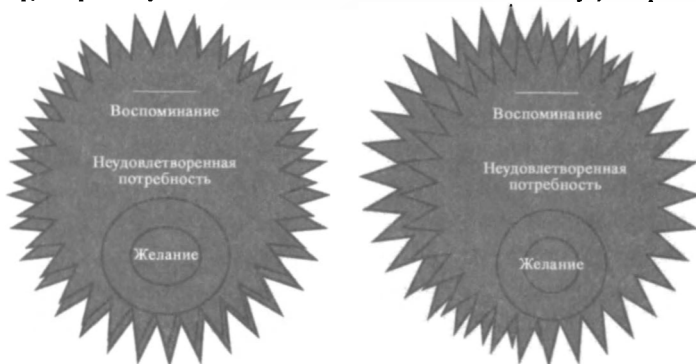 Воспоминание
Неудовлетворенная
потребность
Желание
Воспоминание
Неудовлетворенная
потребность
Желание